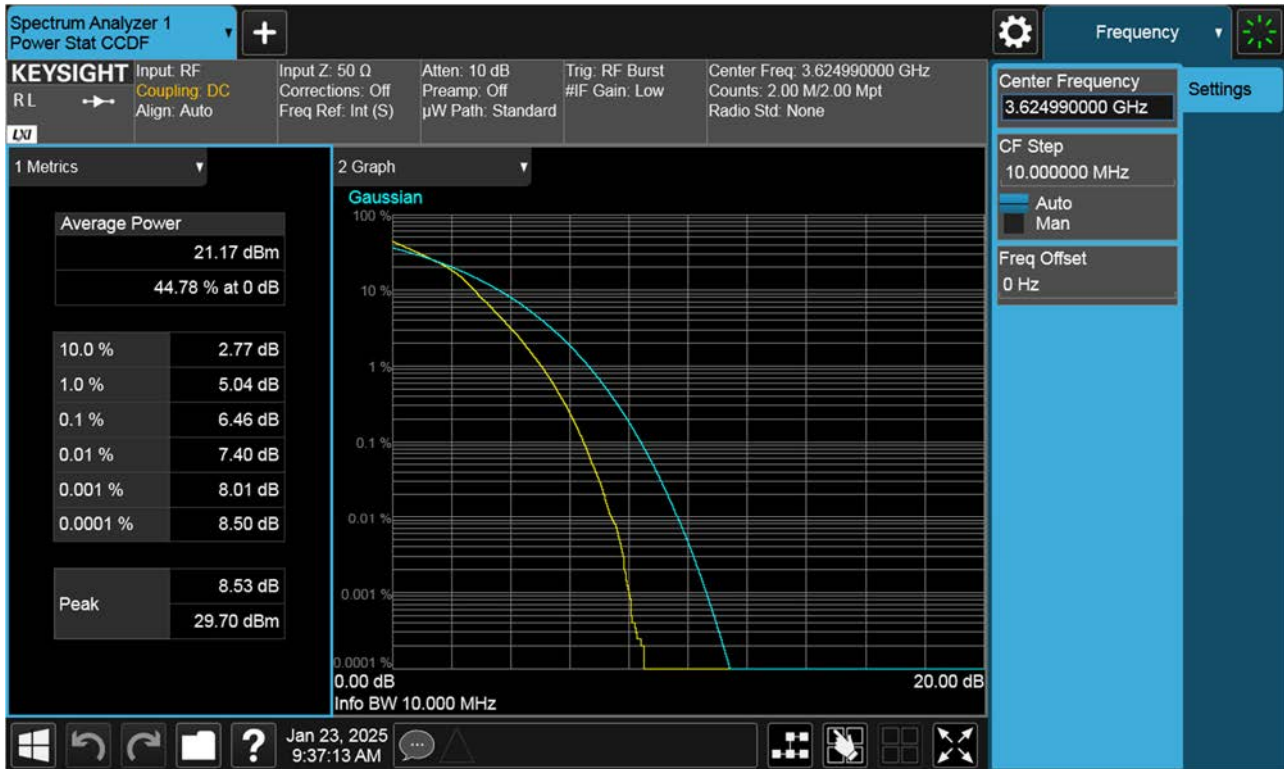 Spectrum Analyzer 1
Power Stat CCDF
+
Frequency
KEYSIGHT
RL
LXI
Input: RF
Coupling: DC
Align: Auto
Input Z: 50 Ω
Corrections: Off
Freq Ref: Int (S)
Atten: 10 dB
Preamp: Off
µW Path: Standard
Trig: RF Burst
#IF Gain: Low
Center Freq: 3.624990000 GHz
Counts: 2.00 M/2.00 Mpt
Radio Std: None
Center Frequency
3.624990000 GHz
Settings
CF Step
10.000000 MHz
Auto
Man
Freq Offset
0 Hz
1 Metrics
Average Power
21.17 dBm
44.78 % at 0 dB
10.0 % 2.77 dB
1.0 % 5.04 dB
0.1 % 6.46 dB
0.01 % 7.40 dB
0.001 % 8.01 dB
0.0001 % 8.50 dB
Peak
8.53 dB
29.70 dBm
2 Graph
Gaussian
100 %
10 %
1 %
0.1 %
0.01 %
0.001 %
0.0001 %
0.00 dB 20.00 dB
Info BW 10.000 MHz
?
Jan 23, 2025
9:37:13 AM